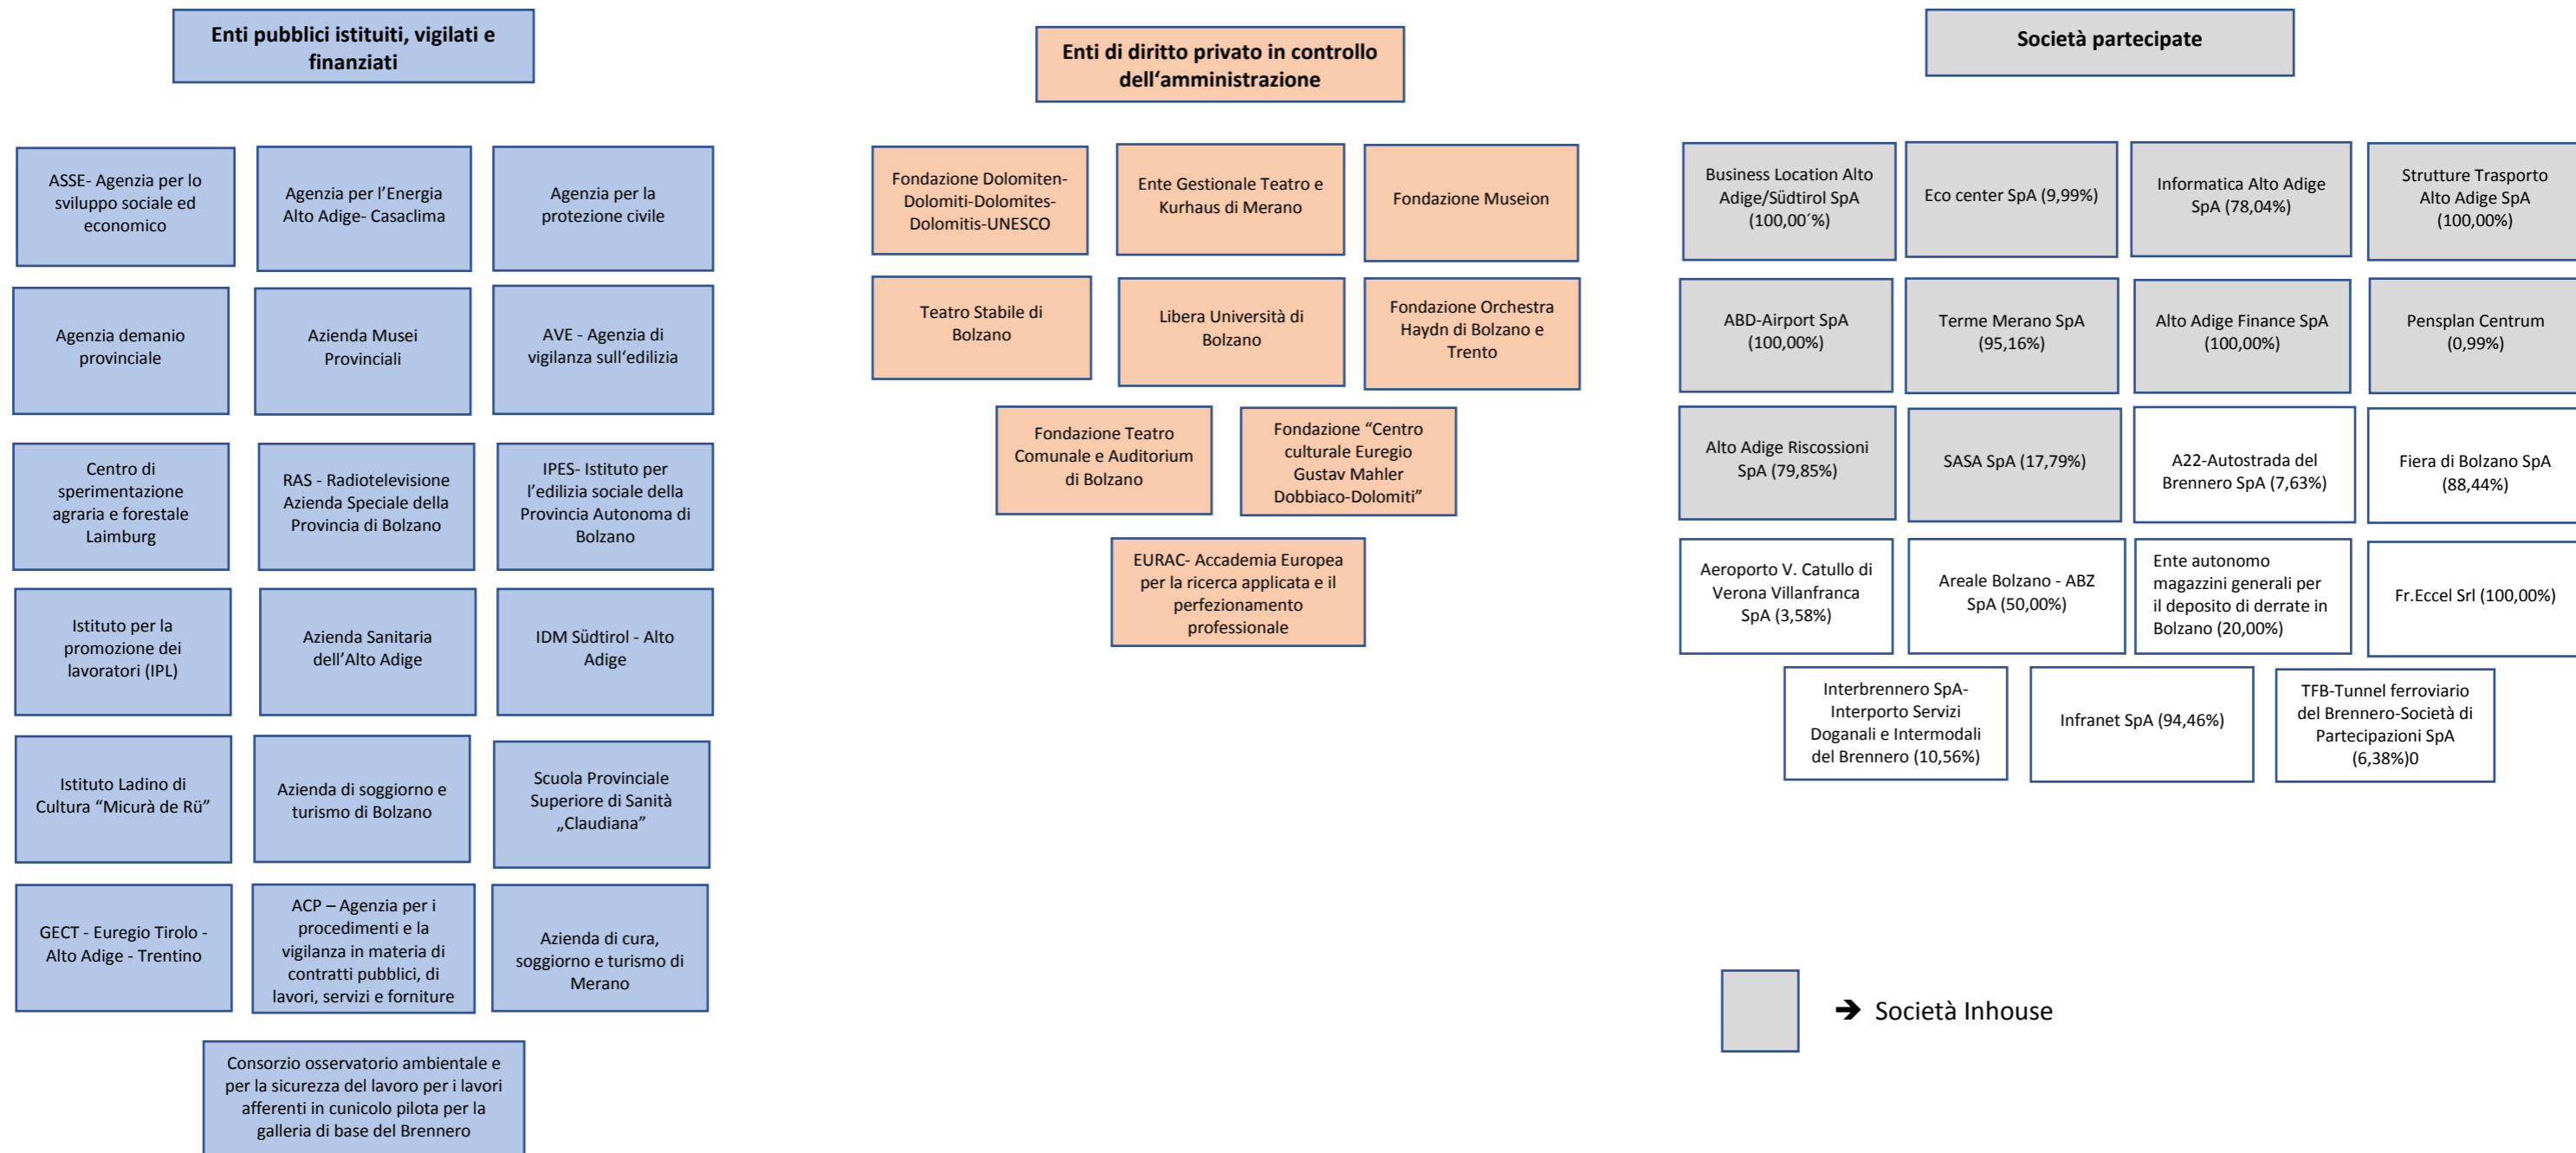 Enti pubblici istituiti, vigilati e
finanziati
ASSE- Agenzia per lo
sviluppo sociale ed
economico
Agenzia per l’Energia
Alto Adige- Casaclima
Agenzia per la
protezione civile
Agenzia demanio
provinciale
Azienda Musei
Provinciali
AVE - Agenzia di
vigilanza sull‘edilizia
Centro di
sperimentazione
agraria e forestale
Laimburg
RAS - Radiotelevisione
Azienda Speciale della
Provincia di Bolzano
IPES- Istituto per
l’edilizia sociale della
Provincia Autonoma di
Bolzano
Istituto per la
promozione dei
lavoratori (IPL)
Azienda Sanitaria
dell’Alto Adige
IDM Südtirol - Alto
Adige
Istituto Ladino di
Cultura “Micurà de Rü”
Azienda di soggiorno e
turismo di Bolzano
Scuola Provinciale
Superiore di Sanità
„Claudiana”
GECT - Euregio Tirolo -
Alto Adige - Trentino
ACP – Agenzia per i
procedimenti e la
vigilanza in materia di
contratti pubblici, di
lavori, servizi e forniture
Azienda di cura,
soggiorno e turismo di
Merano
Consorzio osservatorio ambientale e
per la sicurezza del lavoro per i lavori
afferenti in cunicolo pilota per la
galleria di base del Brennero
Enti di diritto privato in controllo
dell‘amministrazione
Fondazione Dolomiten-
Dolomiti-Dolomites-
Dolomitis-UNESCO
Ente Gestionale Teatro e
Kurhaus di Merano
Fondazione Museion
Teatro Stabile di
Bolzano
Libera Università di
Bolzano
Fondazione Orchestra
Haydn di Bolzano e
Trento
Fondazione Teatro
Comunale e Auditorium
di Bolzano
Fondazione “Centro
culturale Euregio
Gustav Mahler
Dobbiaco-Dolomiti”
EURAC- Accademia Europea
per la ricerca applicata e il
perfezionamento
professionale
Società partecipate
Business Location Alto
Adige/Südtirol SpA
(100,00´%)
Eco center SpA (9,99%)
Informatica Alto Adige
SpA (78,04%)
Strutture Trasporto
Alto Adige SpA
(100,00%)
ABD-Airport SpA
(100,00%)
Terme Merano SpA
(95,16%)
Alto Adige Finance SpA
(100,00%)
Pensplan Centrum
(0,99%)
Alto Adige Riscossioni
SpA (79,85%)
SASA SpA (17,79%)
A22-Autostrada del
Brennero SpA (7,63%)
Fiera di Bolzano SpA
(88,44%)
Aeroporto V. Catullo di
Verona Villanfranca
SpA (3,58%)
Areale Bolzano - ABZ
SpA (50,00%)
Ente autonomo
magazzini generali per
il deposito di derrate in
Bolzano (20,00%)
Fr.Eccel Srl (100,00%)
Interbrennero SpA-
Interporto Servizi
Doganali e Intermodali
del Brennero (10,56%)
Infranet SpA (94,46%)
TFB-Tunnel ferroviario
del Brennero-Società di
Partecipazioni SpA
(6,38%)0
➔ Società Inhouse